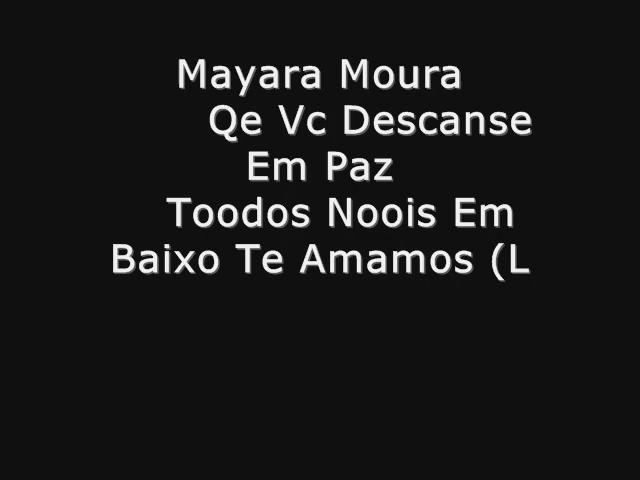 Mayara Moura
Qe Vc Descanse
Em Paz
Toodos Noois Em
Baixo Te Amamos (L